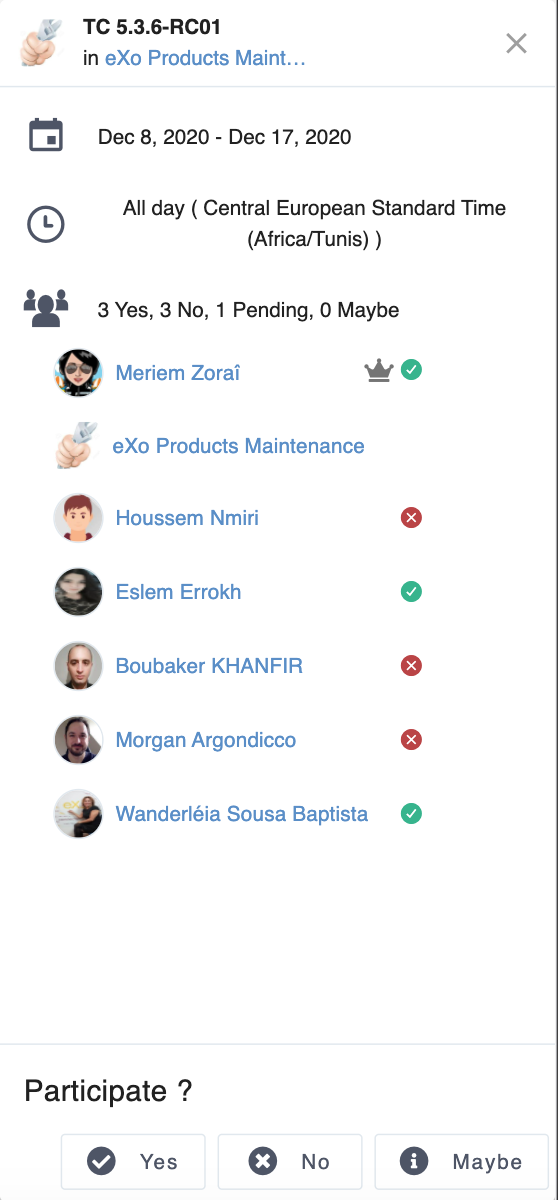 TC 5.3.6-RC01
in eXo Products Maint…
Dec 8, 2020 - Dec 17, 2020
All day ( Central European Standard Time
(Africa/Tunis) )
3 Yes, 3 No, 1 Pending, 0 Maybe
Meriem Zoraî
eXo Products Maintenance
Houssem Nmiri
Eslem Errokh
Boubaker KHANFIR
Morgan Argondicco
Wanderléia Sousa Baptista
Participate ?
Yes No Maybe